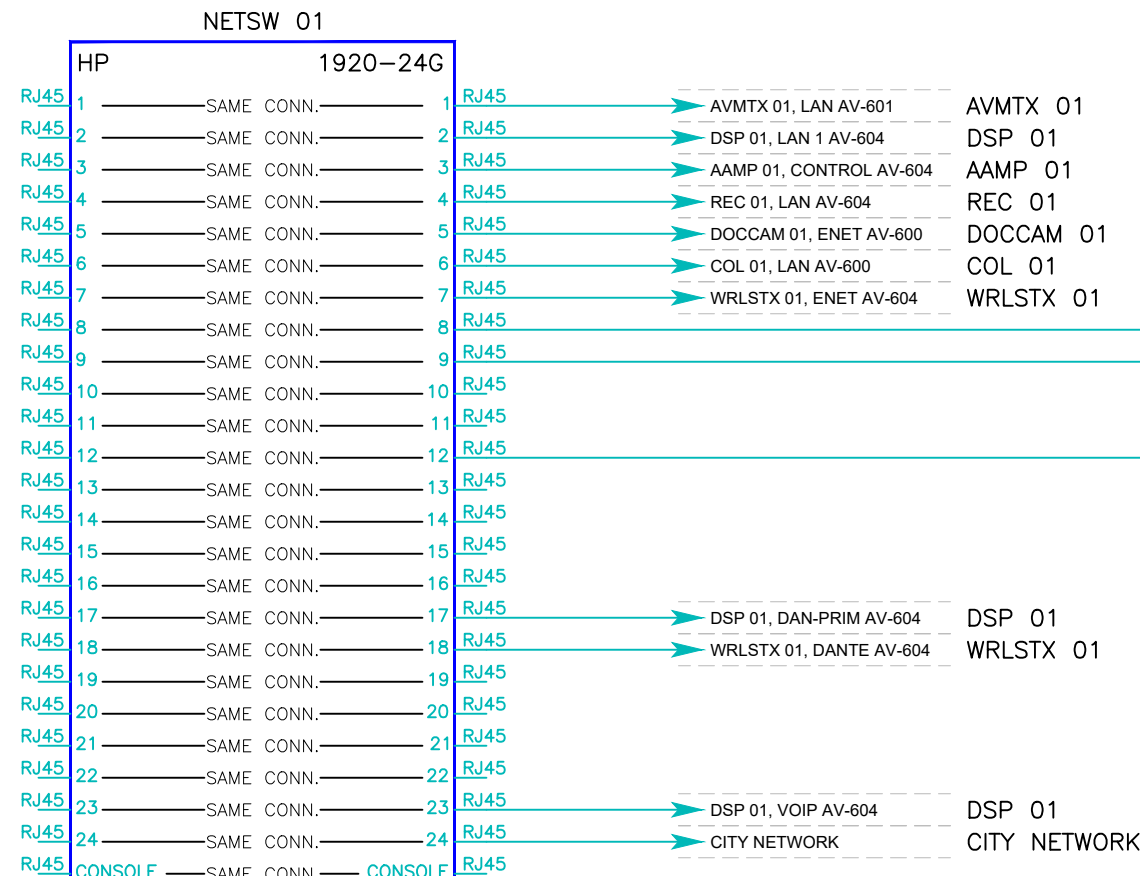 NETSW 01
HP 1920-24G
RJ45 1 SAME CONN. 1 RJ45 AVMTX 01, LAN AV-601 AVMTX 01
RJ45 2 SAME CONN. 2 RJ45 DSP 01, LAN 1 AV-604 DSP 01
RJ45 3 SAME CONN. 3 RJ45 AAMP 01, CONTROL AV-604 AAMP 01
RJ45 4 SAME CONN. 4 RJ45 REC 01, LAN AV-604 REC 01
RJ45 5 SAME CONN. 5 RJ45 DOCCAM 01, ENET AV-600 DOCCAM 01
RJ45 6 SAME CONN. 6 RJ45 COL 01, LAN AV-600 COL 01
RJ45 7 SAME CONN. 7 RJ45 WRLSTX 01, ENET AV-604 WRLSTX 01
RJ45 8 SAME CONN. 8 RJ45
RJ45 9 SAME CONN. 9 RJ45
RJ45 10 SAME CONN. 10 RJ45
RJ45 11 SAME CONN. 11 RJ45
RJ45 12 SAME CONN. 12 RJ45
RJ45 13 SAME CONN. 13 RJ45
RJ45 14 SAME CONN. 14 RJ45
RJ45 15 SAME CONN. 15 RJ45
RJ45 16 SAME CONN. 16 RJ45
RJ45 17 SAME CONN. 17 RJ45 DSP 01, DAN-PRIM AV-604 DSP 01
RJ45 18 SAME CONN. 18 RJ45 WRLSTX 01, DANTE AV-604 WRLSTX 01
RJ45 19 SAME CONN. 19 RJ45
RJ45 20 SAME CONN. 20 RJ45
RJ45 21 SAME CONN. 21 RJ45
RJ45 22 SAME CONN. 22 RJ45
RJ45 23 SAME CONN. 23 RJ45 DSP 01, VOIP AV-604 DSP 01
RJ45 24 SAME CONN. 24 RJ45 CITY NETWORK CITY NETWORK
RJ45 CONSOLE SAME CONN. CONSOLE RJ45